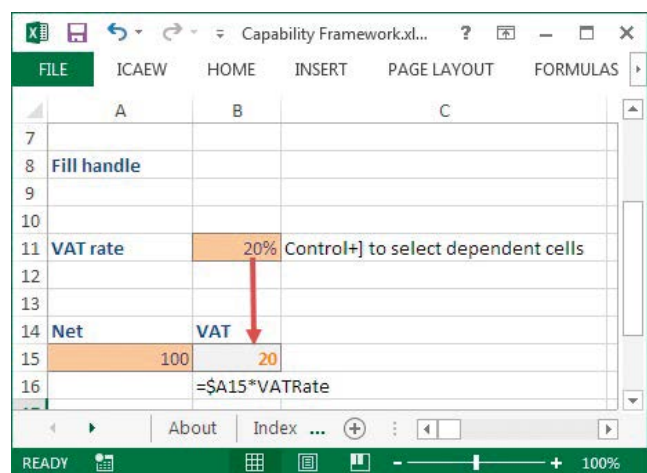 Capability Framework.xl... ?
FILE ICAEW HOME INSERT PAGE LAYOUT FORMULAS
A B C
7
8 Fill handle
9
10
11 VAT rate 20% Control+] to select dependent cells
12
13
14 Net VAT
15 100 20
16 =$A15*VATRate
About Index ...
READY 100%